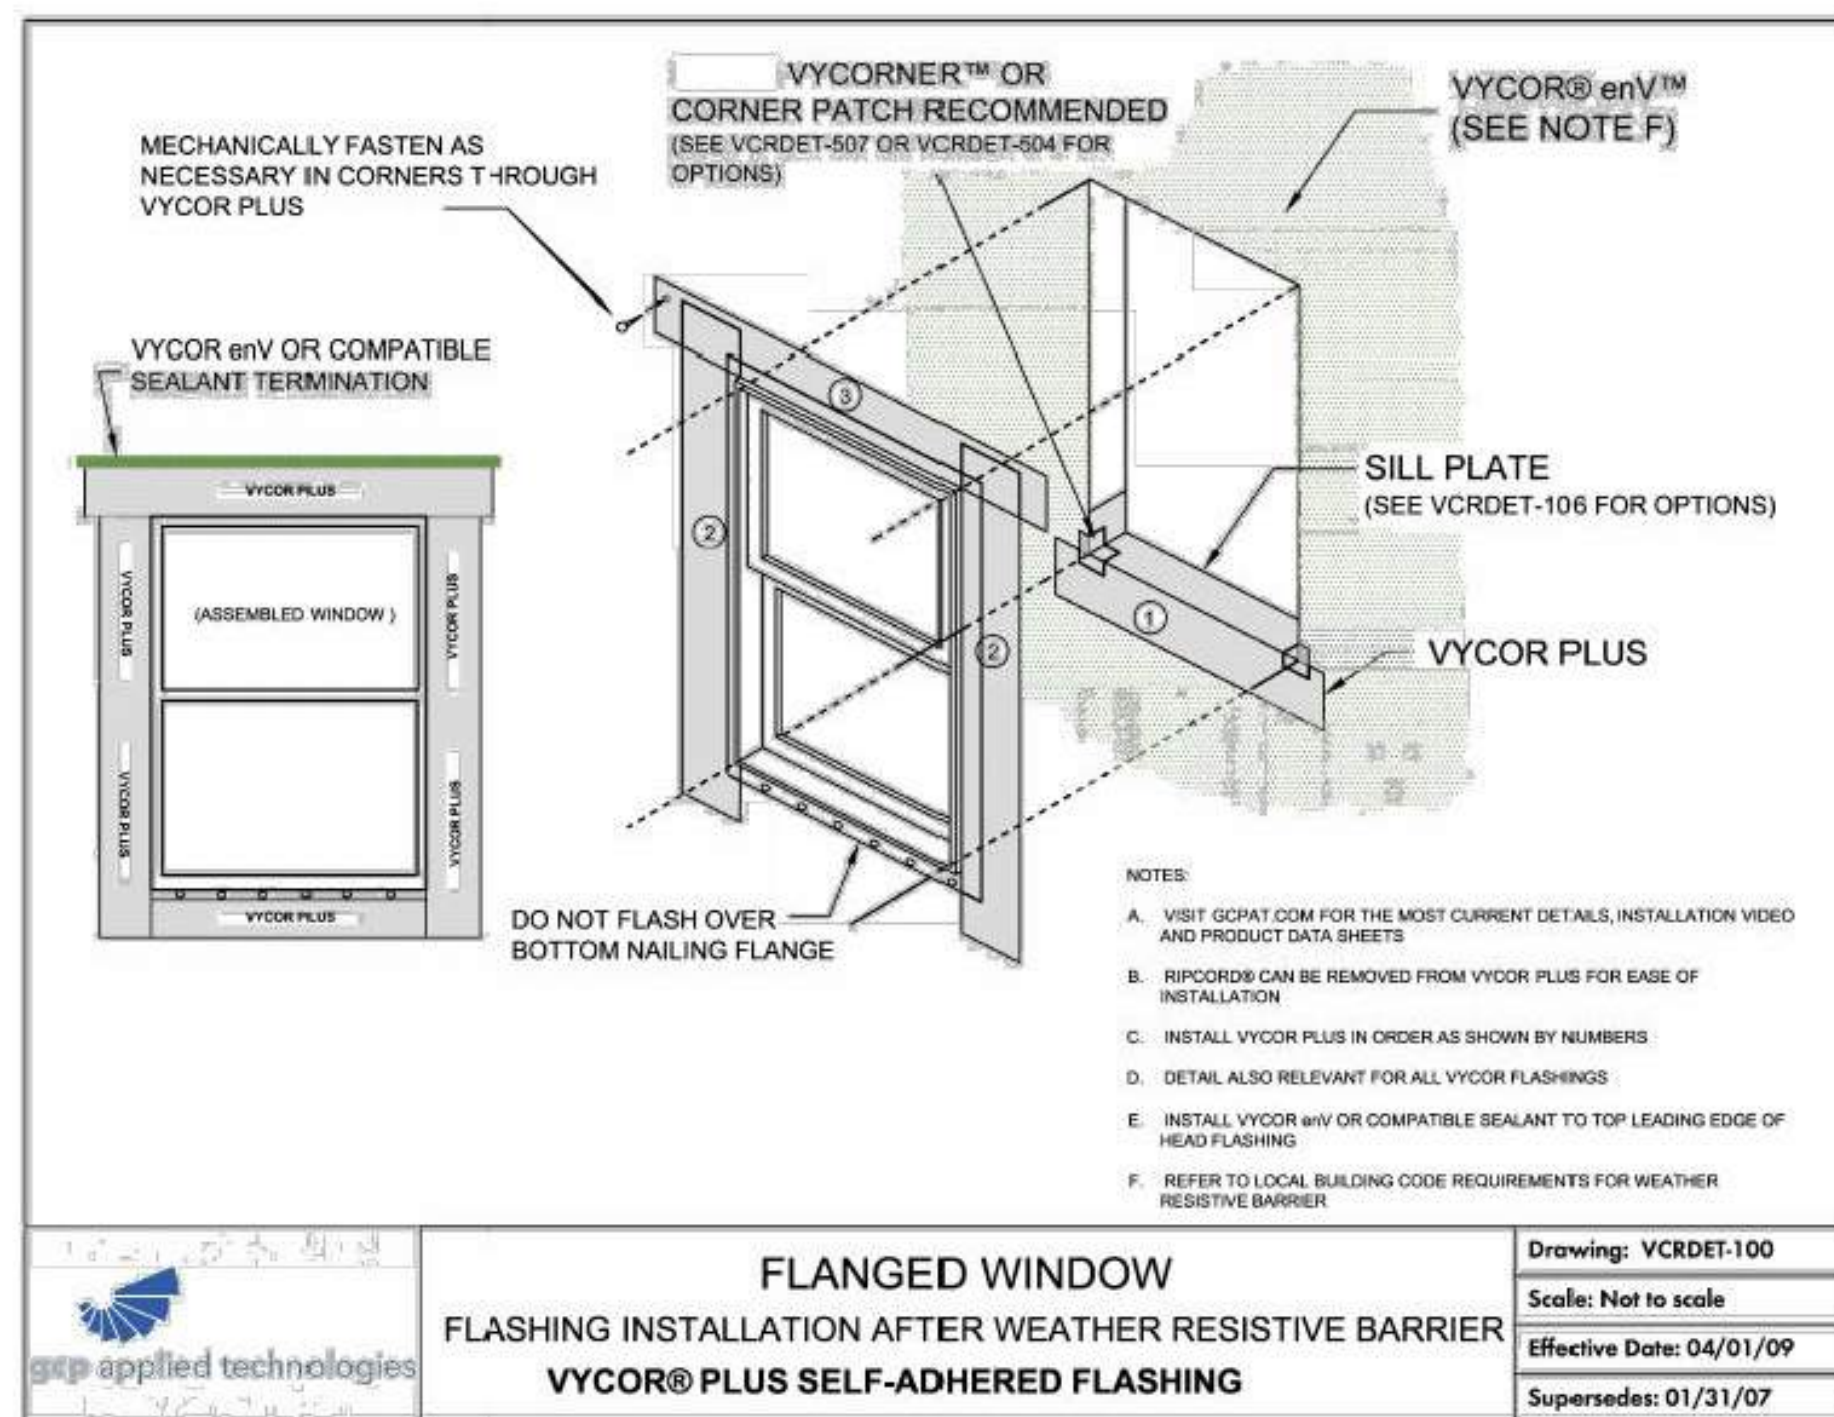 VYCORNER™ OR
CORNER PATCH RECOMMENDED
(SEE VCRDET-507 OR VCRDET-504 FOR
OPTIONS)
VYCOR® enV™
(SEE NOTE F)
MECHANICALLY FASTEN AS
NECESSARY IN CORNERS THROUGH
VYCOR PLUS
VYCOR enV OR COMPATIBLE
SEALANT TERMINATION
VYCOR PLUS
VYCOR PLUS
VYCOR PLUS
(ASSEMBLED WINDOW)
VYCOR PLUS
VYCOR PLUS
VYCOR PLUS
3
2
2
1
SILL PLATE
(SEE VCRDET-106 FOR OPTIONS)
VYCOR PLUS
DO NOT FLASH OVER
BOTTOM NAILING FLANGE
NOTES:
A. VISIT GCPAT.COM FOR THE MOST CURRENT DETAILS, INSTALLATION VIDEO
AND PRODUCT DATA SHEETS
B. RIPCORD® CAN BE REMOVED FROM VYCOR PLUS FOR EASE OF
INSTALLATION
C. INSTALL VYCOR PLUS IN ORDER AS SHOWN BY NUMBERS
D. DETAIL ALSO RELEVANT FOR ALL VYCOR FLASHIINGS
E. INSTALL VYCOR enV OR COMPATIBLE SEALANT TO TOP LEADING EDGE OF
HEAD FLASHING
F. REFER TO LOCAL BUILDING CODE REQUIREMENTS FOR WEATHER
RESISTIVE BARRIER
gcp applied technologies
FLANGED WINDOW
FLASHING INSTALLATION AFTER WEATHER RESISTIVE BARRIER
VYCOR® PLUS SELF-ADHERED FLASHING
Drawing: VCRDET-100
Scale: Not to scale
Effective Date: 04/01/09
Supersedes: 01/31/07